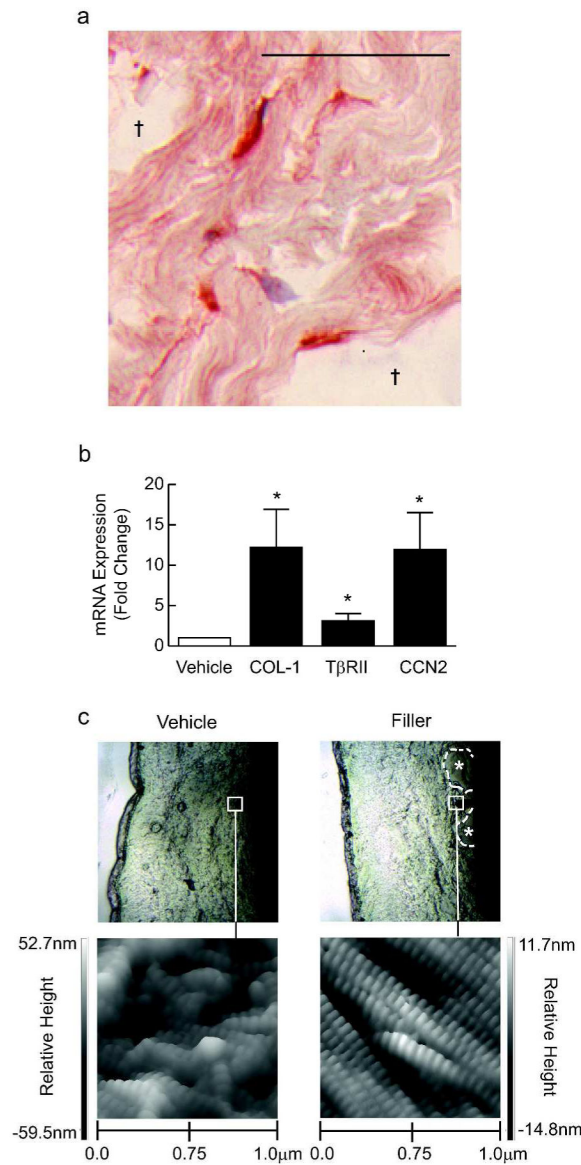 a
†
†
b
mRNA Expression
(Fold Change)
20
15
10
5
0
*
*
*
Vehicle COL-1 TβRII CCN2
c
Vehicle Filler
*
*
52.7nm
Relative Height
-59.5nm
11.7nm
Relative Height
-14.8nm
0.0 0.75 1.0μm
0.0 0.75 1.0μm